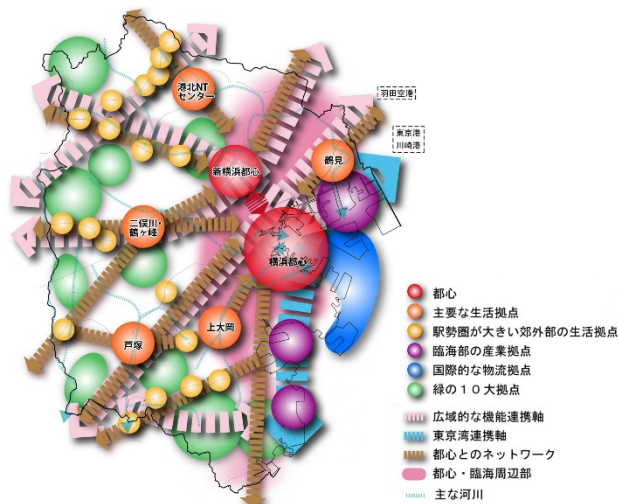 港北NT
センター
羽田空港
東京港
川崎港
鶴見
新横浜都心
二俣川・
鶴ヶ峰
横浜都心
上大岡
戸塚
都心
主要な生活拠点
駅勢圏が大きい郊外部の生活拠点
臨海部の産業拠点
国際的な物流拠点
緑の10大拠点
広域的な機能連携軸
東京湾連携軸
都心とのネットワーク
都心・臨海周辺部
主な河川